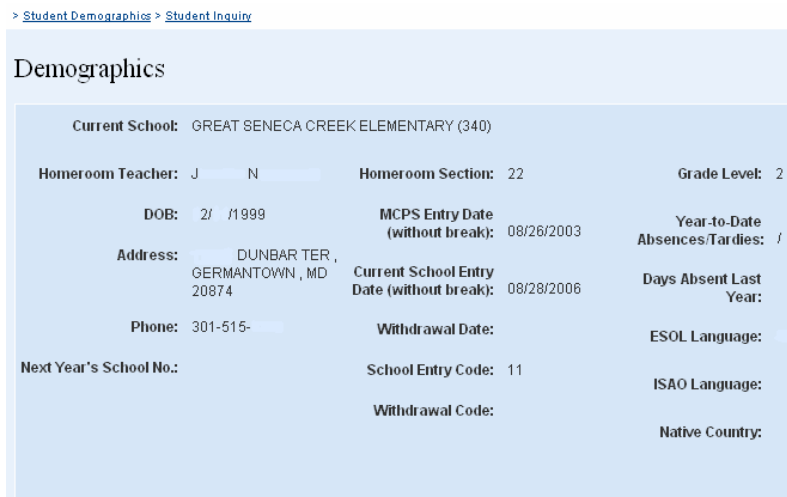 > Student Demographics > Student Inquiry
Demographics
Current School: GREAT SENECA CREEK ELEMENTARY (340)
Homeroom Teacher: J N
Homeroom Section: 22
Grade Level: 2
DOB: 2/ /1999
MCPS Entry Date
(without break): 08/26/2003
Year-to-Date
Absences/Tardies: /
Address: DUNBAR TER ,
GERMANTOWN , MD
20874
Current School Entry
Date (without break): 08/28/2006
Days Absent Last
Year:
Phone: 301-515-
Withdrawal Date:
ESOL Language:
Next Year's School No.:
School Entry Code: 11
ISAO Language:
Withdrawal Code:
Native Country: